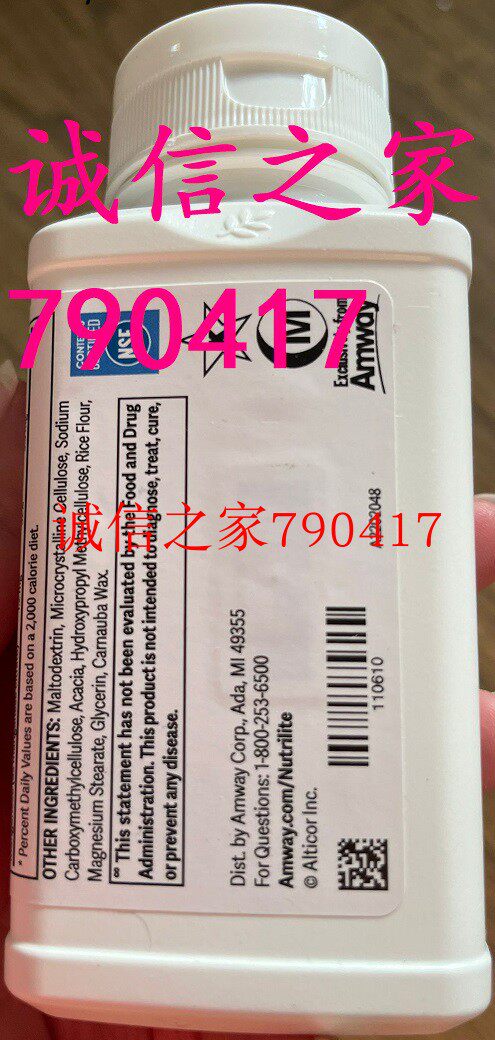 诚信之家
790417
诚信之家790417
* Percent Daily Values are based on a 2,000 calorie diet.
OTHER INGREDIENTS: Maltodextrin, Microcrystalline Cellulose, Sodium
Carboxymethylcellulose, Acacia, Hydroxypropyl Methylcellulose, Rice Flour,
Magnesium Stearate, Glycerin, Carnauba Wax.
∞ This statement has not been evaluated by the Food and Drug
Administration. This product is not intended to diagnose, treat, cure,
or prevent any disease.
NSF
K
M
Exclusively from
Amway
Dist. by Amway Corp., Ada, MI 49355
For Questions: 1-800-253-6500
Amway.com/Nutrilite
© Alticor Inc.
110610